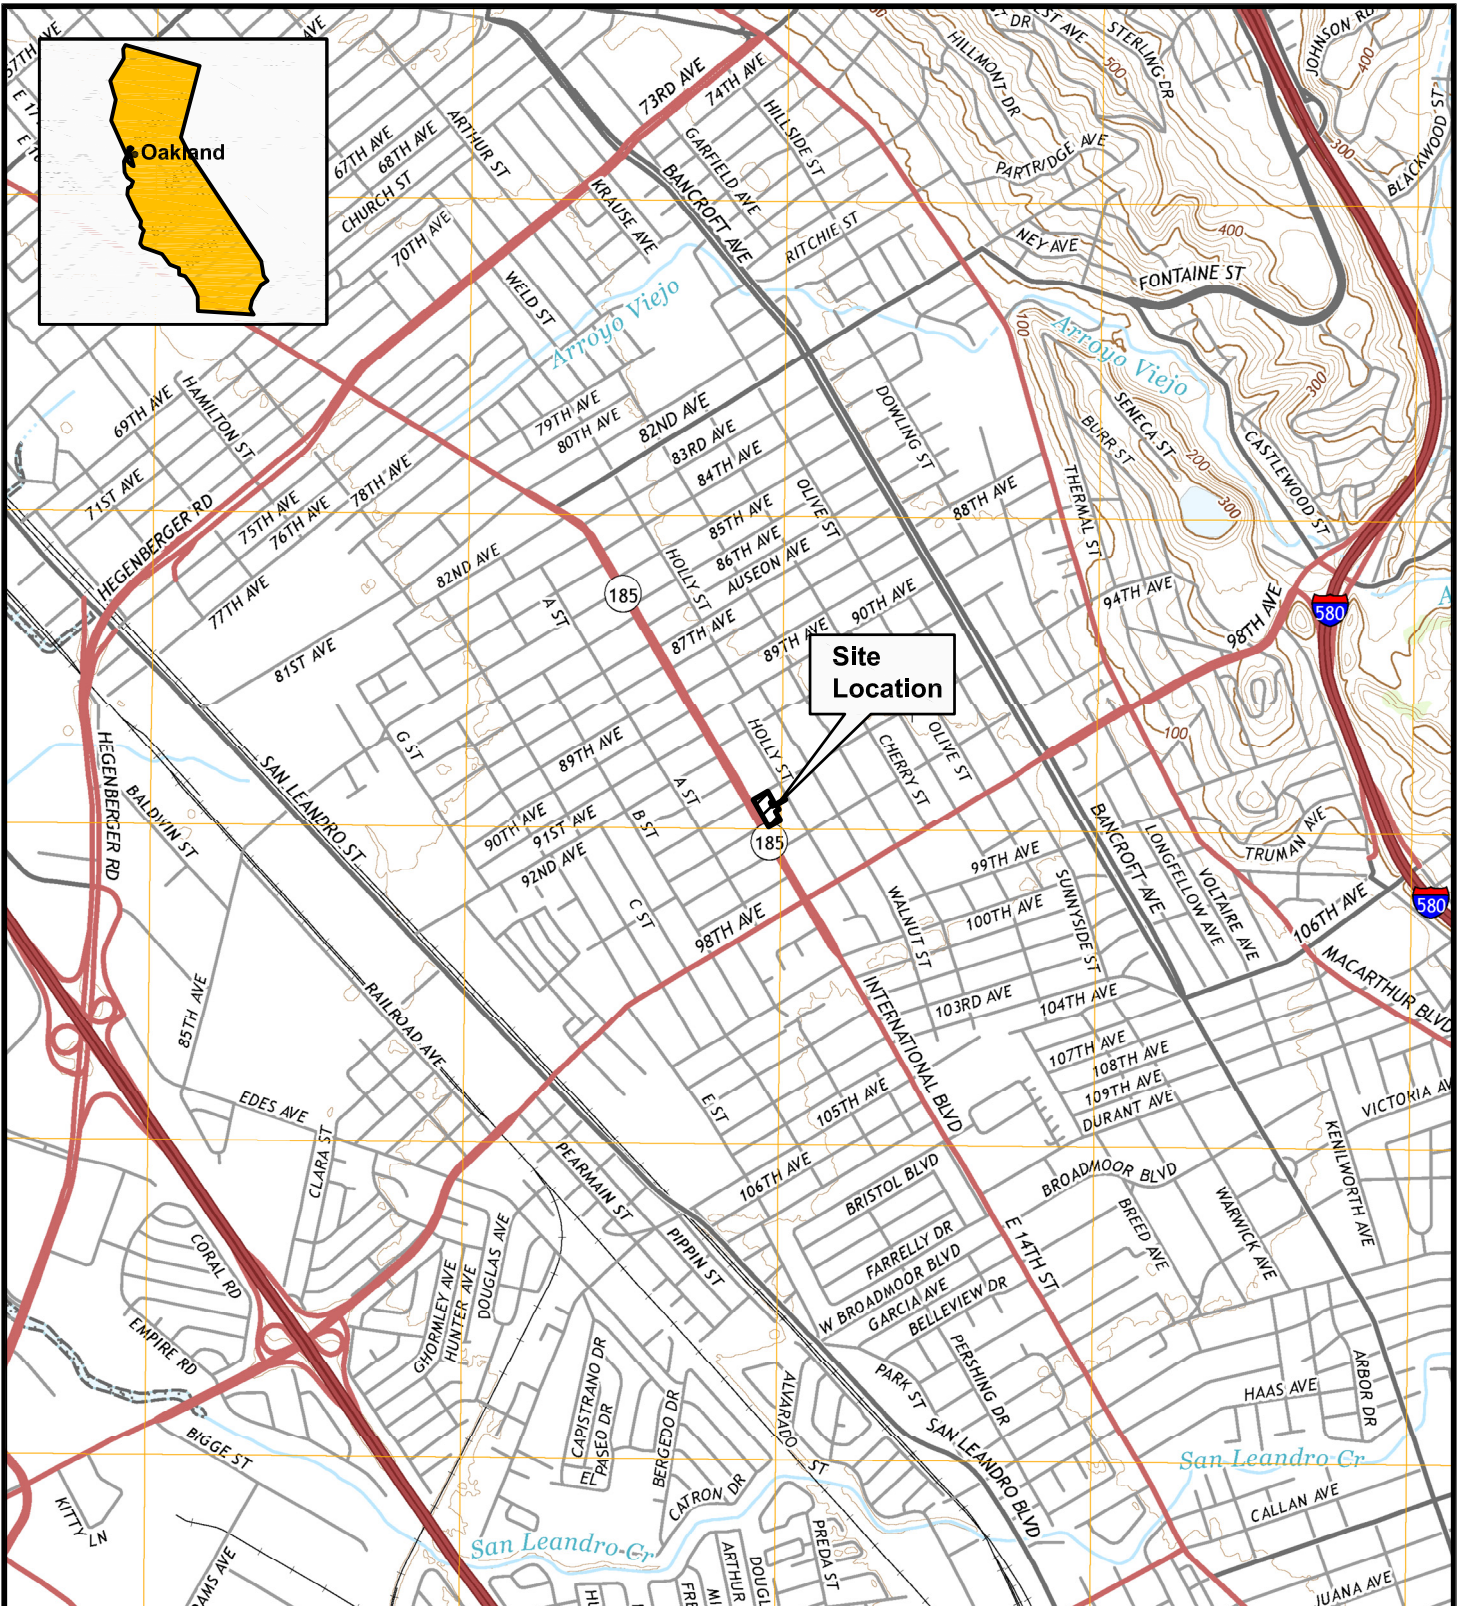 57TH AVE
AVE
73RD AVE
74TH AVE
HILLMONT DR
STERLING DR
JOHNSON RD
500
400
300
BLACKWOOD ST
Oakland
67TH AVE
68TH AVE
ARTHUR ST
CHURCH ST
70TH AVE
KRAUSE AVE
BANCROFT AVE
GARFIELD AVE
HILLSIDE ST
RITCHIE ST
PARTRIDGE AVE
NEY AVE
400
FONTAINE ST
WELD ST
Arroyo Viejo
100
Arroyo Viejo
300
69TH AVE
HAMILTON ST
79TH AVE
80TH AVE
82ND AVE
83RD AVE
84TH AVE
DOWLING ST
BURR ST
SENECA ST
200
300
CASTLEWOOD ST
71ST AVE
HEGENBERGER RD
75TH AVE
76TH AVE
78TH AVE
77TH AVE
82ND AVE
85TH AVE
86TH AVE
AUSEON AVE
OLIVE ST
88TH AVE
THERMAL ST
94TH AVE
98TH AVE
580
185
HOLLY ST
87TH AVE
89TH AVE
90TH AVE
A ST
81ST AVE
Site
Location
HEGENBERGER RD
BALDWIN ST
SAN LEANDRO ST
G ST
89TH AVE
A ST
B ST
HOLLY ST
CHERRY ST
OLIVE ST
100
90TH AVE
91ST AVE
92ND AVE
C ST
185
98TH AVE
WALNUT ST
99TH AVE
100TH AVE
SUNNYSIDE ST
BANCROFT AVE
LONGFELLOW AVE
VOLTAIRE AVE
TRUMAN AVE
106TH AVE
580
MACARTHUR BLVD
85TH AVE
RAILROAD AVE
EDES AVE
CLARA ST
INTERNATIONAL BLVD
103RD AVE
104TH AVE
107TH AVE
108TH AVE
109TH AVE
DURANT AVE
VICTORIA AV
KENILWORTH AVE
E ST
105TH AVE
106TH AVE
BRISTOL BLVD
BROADMOOR BLVD
BREED AVE
WARWICK AVE
PEARMAIN ST
PIPPIN ST
CORAL RD
EMPIRE RD
GHORMLEY AVE
HUNTER AVE
DOUGLAS AVE
FARRELLY DR
W BROADMOOR BLVD
GARCIA AVE
BELLEVIEW DR
E 14TH ST
PERSHING DR
PARK ST
SAN LEANDRO BLVD
HAAS AVE
ARBOR DR
BIGGE ST
KITTY LN
CAPISTRANO DR
EL PASEO DR
BERGEDO DR
CATRON DR
ALVARADO ST
San Leandro Cr
San Leandro Cr
CALLAN AVE
JUANA AVE
PREDA ST
ARTHUR
DOUGL